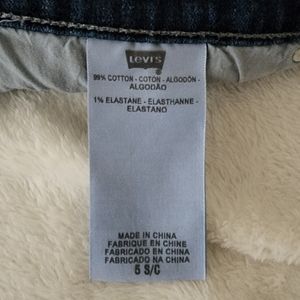 Levi's
99% COTTON - COTON - ALGODÓN -
ALGODÃO
1% ELASTANE - ÉLASTHANNE -
ELASTANO
MADE IN CHINA
FABRIQUE EN CHINE
FABRICADO EN CHINA
FABRICADO NA CHINA
5 S/C